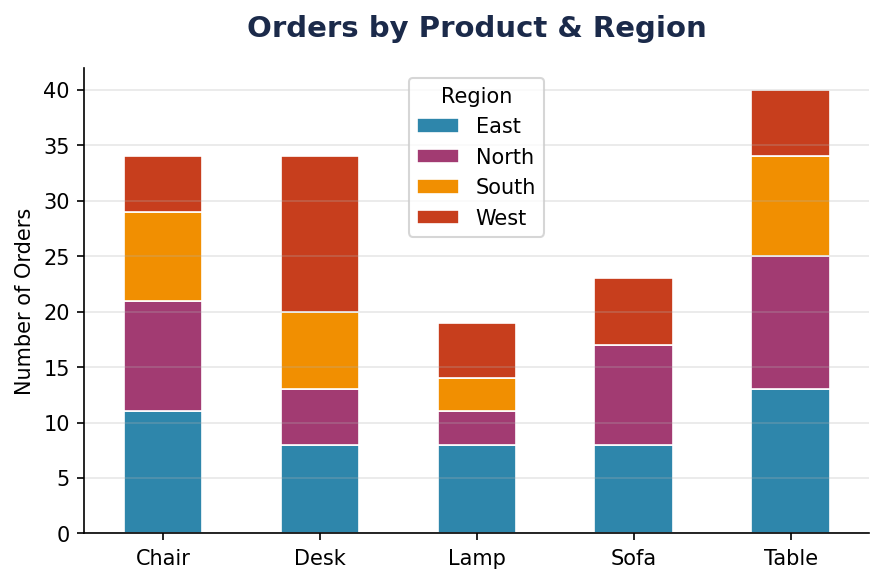 Orders by Product & Region
Number of Orders
40
35
30
25
20
15
10
5
0
Region
East
North
South
West
Chair Desk Lamp Sofa Table